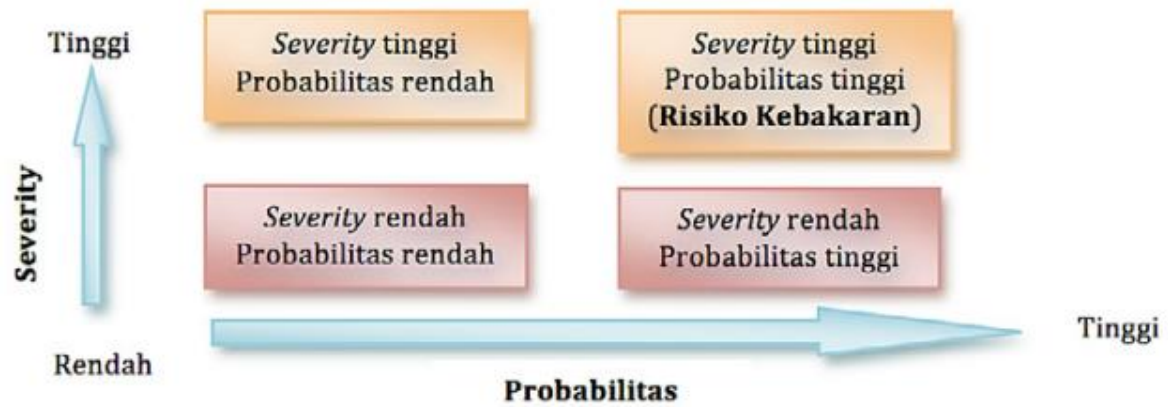 Tinggi
Severity tinggi
Probabilitas rendah
Severity tinggi
Probabilitas tinggi
(Risiko Kebakaran)
Severity
Severity rendah
Probabilitas rendah
Severity rendah
Probabilitas tinggi
Rendah
Tinggi
Probabilitas